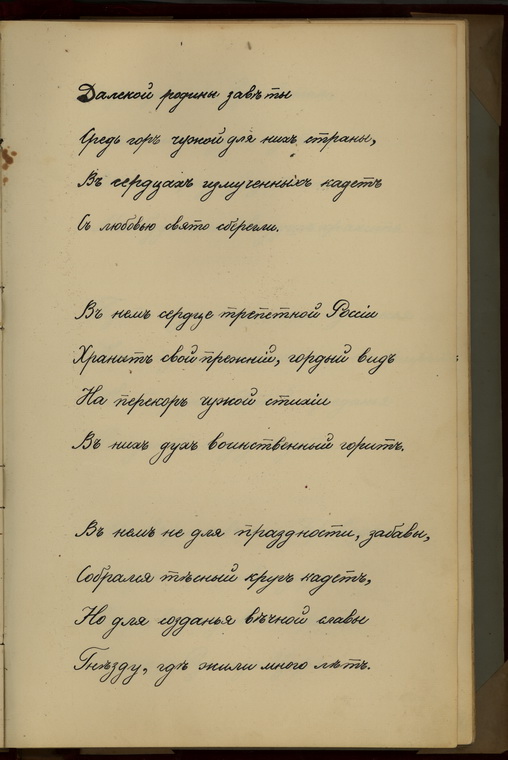 Далекой родины завѣты
Средь горъ чужой для нихъ страны,
Въ сердцахъ измученныхъ кадетъ
Съ любовью свято сберегли.
Въ немъ сердце трепетной Россіи
Хранитъ свой прежній, гордый видъ
На перекоръ чужой стихіи
Въ нихъ духъ воинственный горитъ.
Въ немъ не для праздности, забавы,
Собрался тѣсный кругъ кадетъ,
Но для созданья вѣчной славы
Гнѣзду, гдѣ жили много лѣтъ.